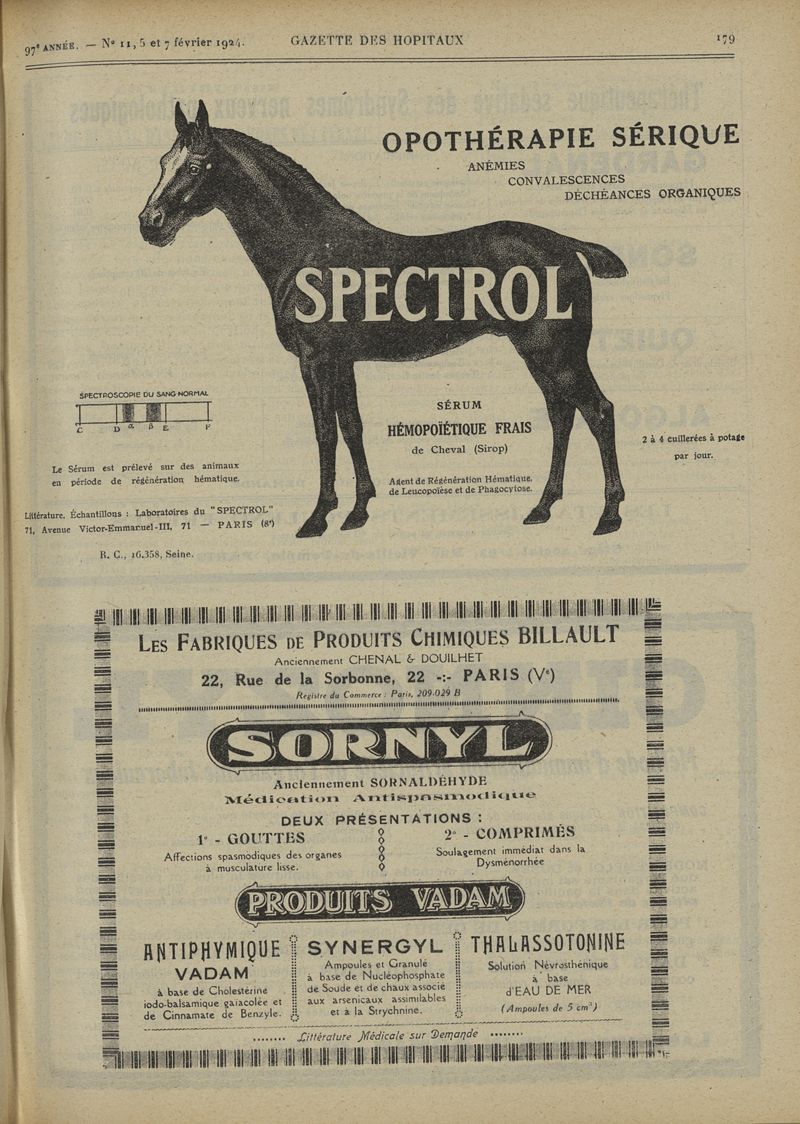 97e ANNÉE. — No 11, 5 et 7 février 1924. GAZETTE DES HOPITAUX 179
OPOTHÉRAPIE SÉRIQUE
ANÉMIES
CONVALESCENCES
DÉCHÉANCES ORGANIQUES
SPECTROL
SPECTROSCOPIE DU SANG NORMAL
C D α β E F
Le Sérum est prélevé sur des animaux
en période de régénération hématique.
Littérature, Échantillons : Laboratoires du "SPECTROL"
71, Avenue Victor-Emmanuel-III, 71 — PARIS (8e)
R. C., 16.358, Seine.
SÉRUM
HÉMOPOÏÉTIQUE FRAIS
de Cheval (Sirop)
Agent de Régénération Hématique,
de Leucopoïèse et de Phagocytose.
2 à 4 cuillerées à potage
par jour.
LES FABRIQUES DE PRODUITS CHIMIQUES BILLAULT
Anciennement CHENAL & DOUILHET
22, Rue de la Sorbonne, 22 -:- PARIS (Ve)
Registre du Commerce : Paris, 209.029 B
SORNYL
Anciennement SORNALDÉHYDE
Médication Antispasmodique
DEUX PRÉSENTATIONS :
1o - GOUTTES
Affections spasmodiques des organes
à musculature lisse.
2o - COMPRIMÉS
Soulagement immédiat dans la
Dysménorrhée
PRODUITS VADAM
ANTIPHYMIQUE
VADAM
à base de Cholestérine
iodo-balsamique gaïacolée et
de Cinnamate de Benzyle.
SYNERGYL
Ampoules et Granulé
à base de Nucléophosphate
de Soude et de chaux associé
aux arsenicaux assimilables
et à la Strychnine.
THALASSOTONINE
Solution Névrosthénique
à base
d'EAU DE MER
(Ampoules de 5 cm3)
........ Littérature Médicale sur Demande ........